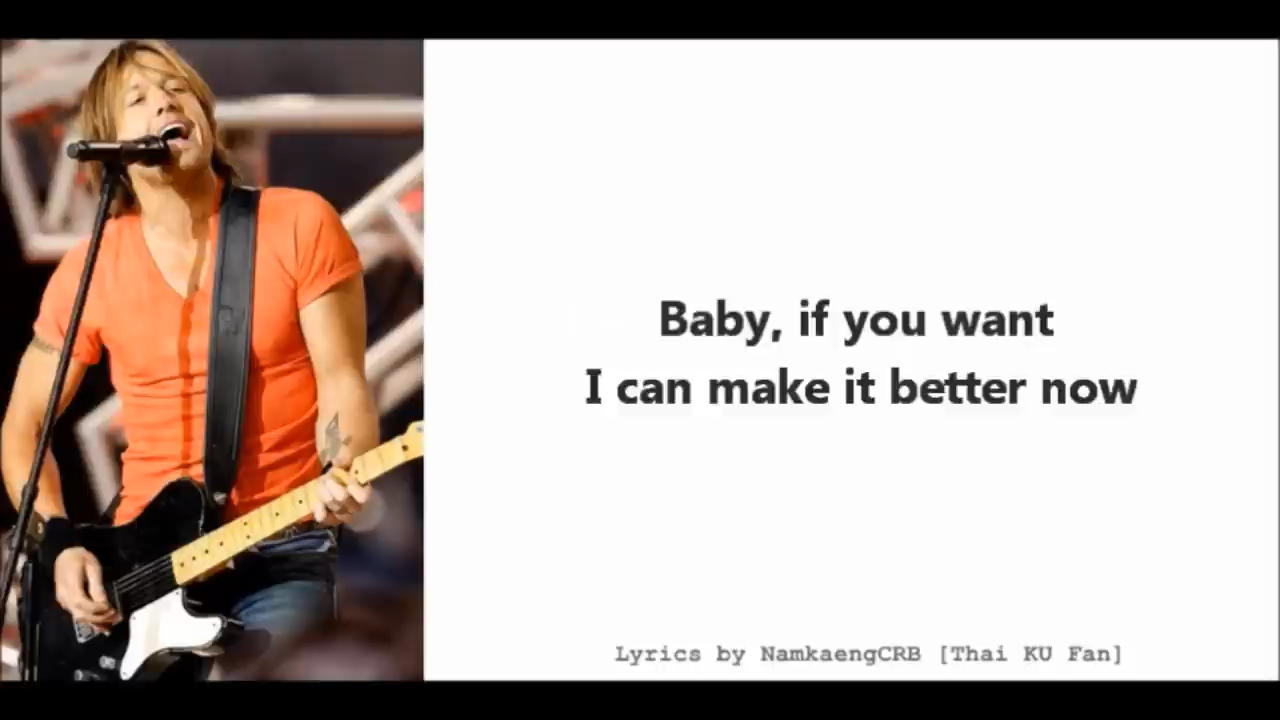 Baby, if you want
I can make it better now
Lyrics by NamkaengCRB [Thai KU Fan]